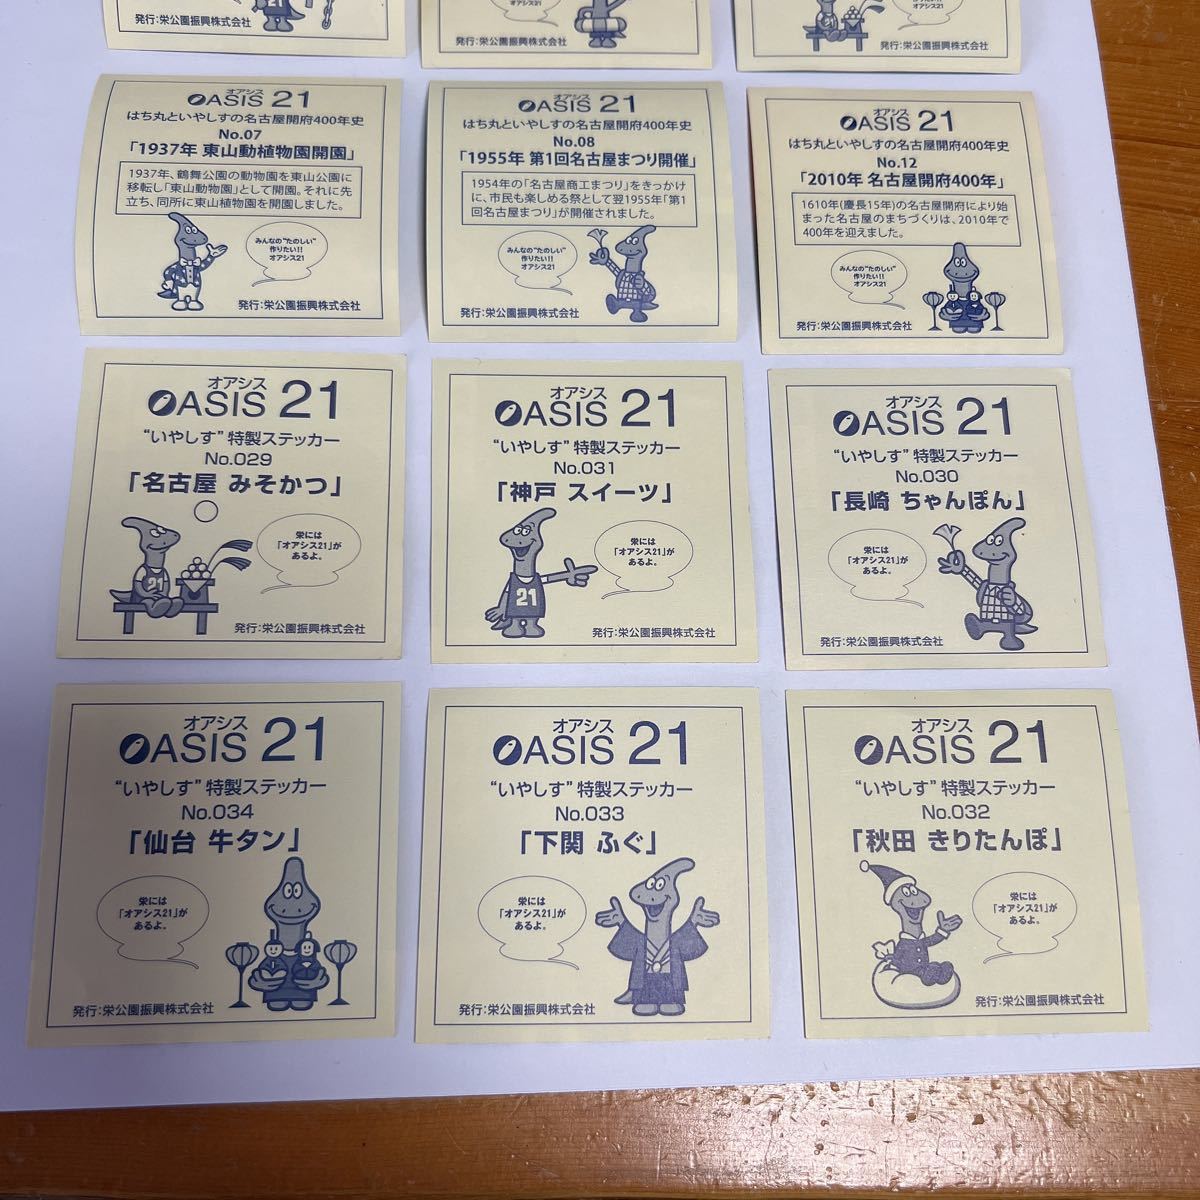 21
発行：栄公園振興株式会社
オアシス21
発行：栄公園振興株式会社
発行：栄公園振興株式会社
オアシス
OASIS 21
はち丸といやしすの名古屋開府400年史
No.07
「1937年 東山動植物園開園」
1937年、鶴舞公園の動物園を東山公園に
移転し「東山動物園」として開園。それに先
立ち、同所に東山植物園を開園しました。
みんなの"たのしい"
作りたい!!
オアシス21
発行：栄公園振興株式会社
オアシス
OASIS 21
はち丸といやしすの名古屋開府400年史
No.08
「1955年 第1回名古屋まつり開催」
1954年の「名古屋商工まつり」をきっかけ
に、市民も楽しめる祭として翌1955年「第1
回名古屋まつり」が開催されました。
みんなの"たのしい"
作りたい!!
オアシス21
発行：栄公園振興株式会社
オアシス
OASIS 21
はち丸といやしすの名古屋開府400年史
No.12
「2010年 名古屋開府400年」
1610年(慶長15年)の名古屋開府により始
まった名古屋のまちづくりは、2010年で
400年を迎えました。
みんなの"たのしい"
作りたい!!
オアシス21
発行：栄公園振興株式会社
オアシス
OASIS 21
“いやしす” 特製ステッカー
No.029
「名古屋 みそかつ」
栄には
「オアシス21」が
あるよ。
21
発行：栄公園振興株式会社
オアシス
OASIS 21
“いやしす” 特製ステッカー
No.031
「神戸 スイーツ」
栄には
「オアシス21」が
あるよ。
21
発行：栄公園振興株式会社
オアシス
OASIS 21
“いやしす” 特製ステッカー
No.030
「長崎 ちゃんぽん」
栄には
「オアシス21」が
あるよ。
発行：栄公園振興株式会社
オアシス
OASIS 21
“いやしす” 特製ステッカー
No.034
「仙台 牛タン」
栄には
「オアシス21」が
あるよ。
発行：栄公園振興株式会社
オアシス
OASIS 21
“いやしす” 特製ステッカー
No.033
「下関 ふぐ」
栄には
「オアシス21」が
あるよ。
発行：栄公園振興株式会社
オアシス
OASIS 21
“いやしす” 特製ステッカー
No.032
「秋田 きりたんぽ」
栄には
「オアシス21」が
あるよ。
発行：栄公園振興株式会社